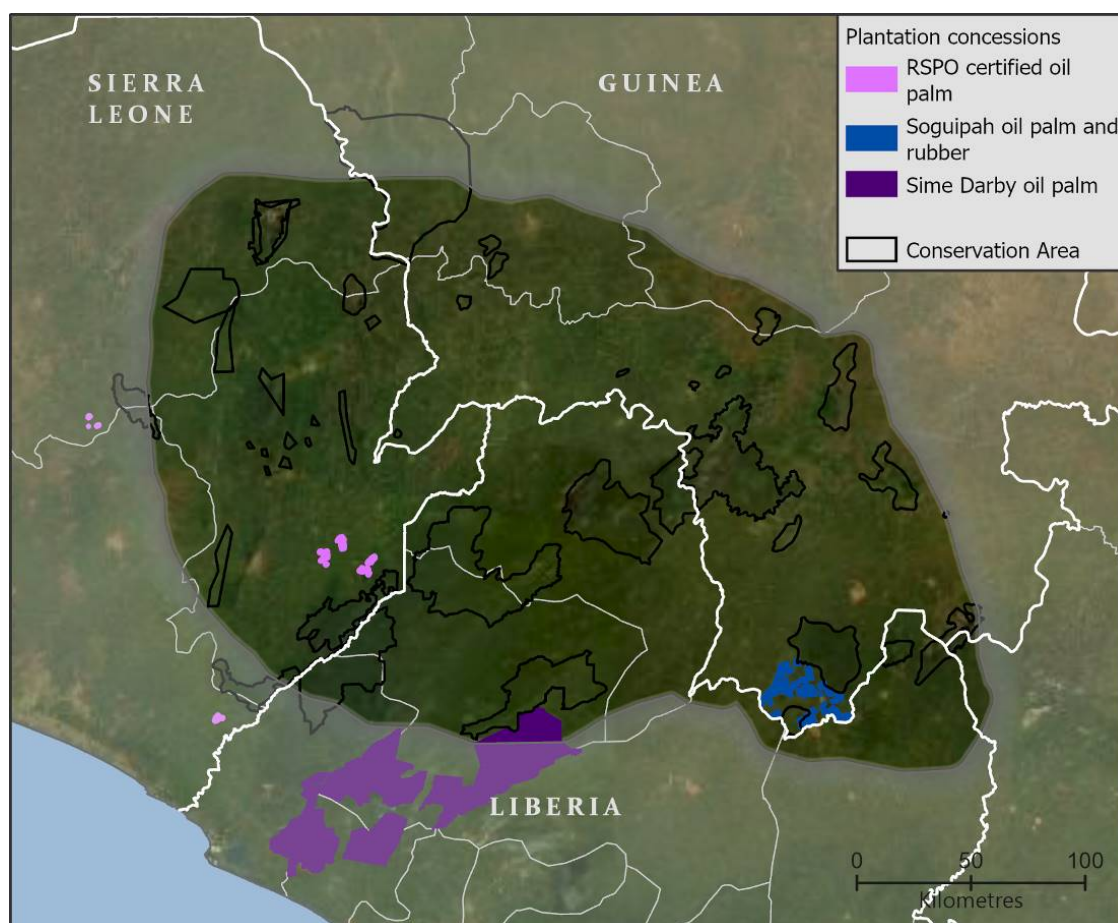 SIERRA
LEONE
GUINEA
Plantation concessions
RSPO certified oil
palm
Soguipah oil palm and
rubber
Sime Darby oil palm
Conservation Area
LIBERIA
0 50 100
Kilometres